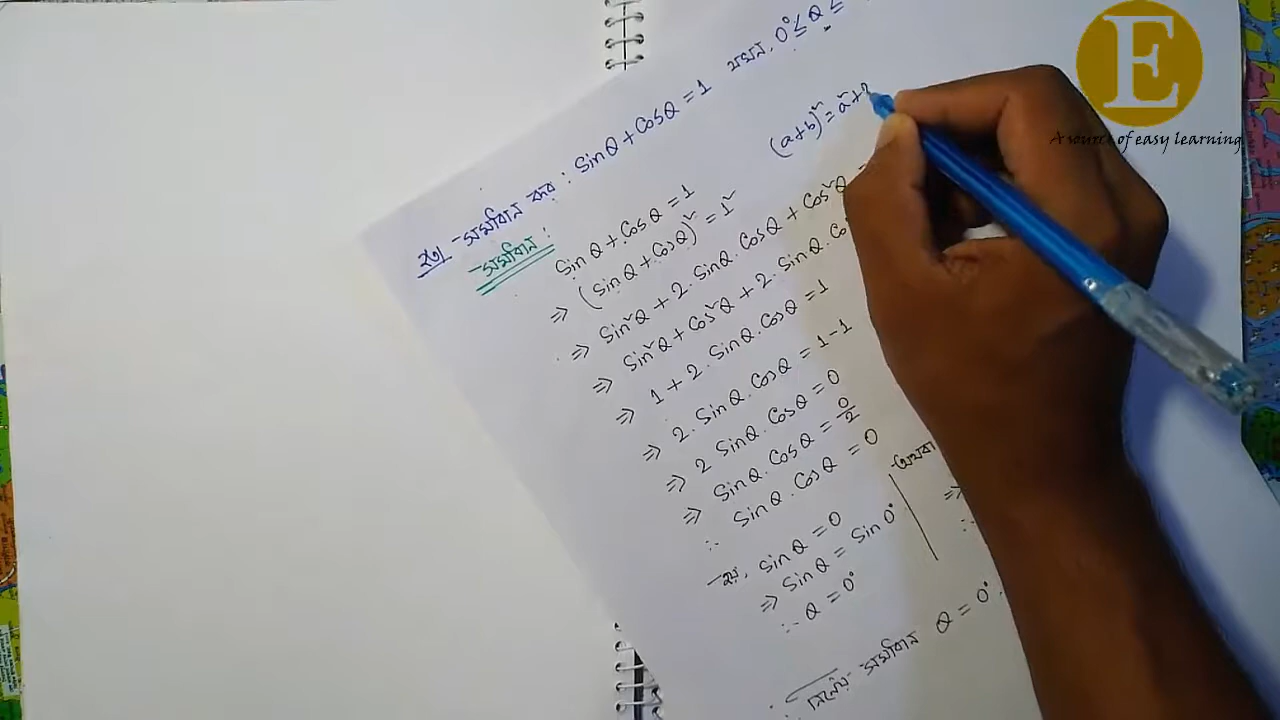 ২। সমাধান কর : Sinθ + Cosθ = 1 যখন, 0° ≤ θ ≤
(a+b)² = a² + 2
সমাধান :
Sinθ + Cosθ = 1
⇒ (Sinθ + Cosθ)² = 1²
⇒ Sin²θ + 2. Sinθ. Cosθ + Cos²θ =
⇒ Sin²θ + Cos²θ + 2. Sinθ. Co
⇒ 1 + 2. Sinθ. Cosθ = 1
⇒ 2. Sinθ. Cosθ = 1-1
⇒ 2 Sinθ. Cosθ = 0
⇒ Sinθ. Cosθ = 0/2
∴ Sinθ. Cosθ = 0
হয়, Sinθ = 0
⇒ Sinθ = Sin0°
∴ θ = 0°
অথবা
⇒
∴
নির্ণেয় সমাধান θ = 0°,
E
A source of easy learning